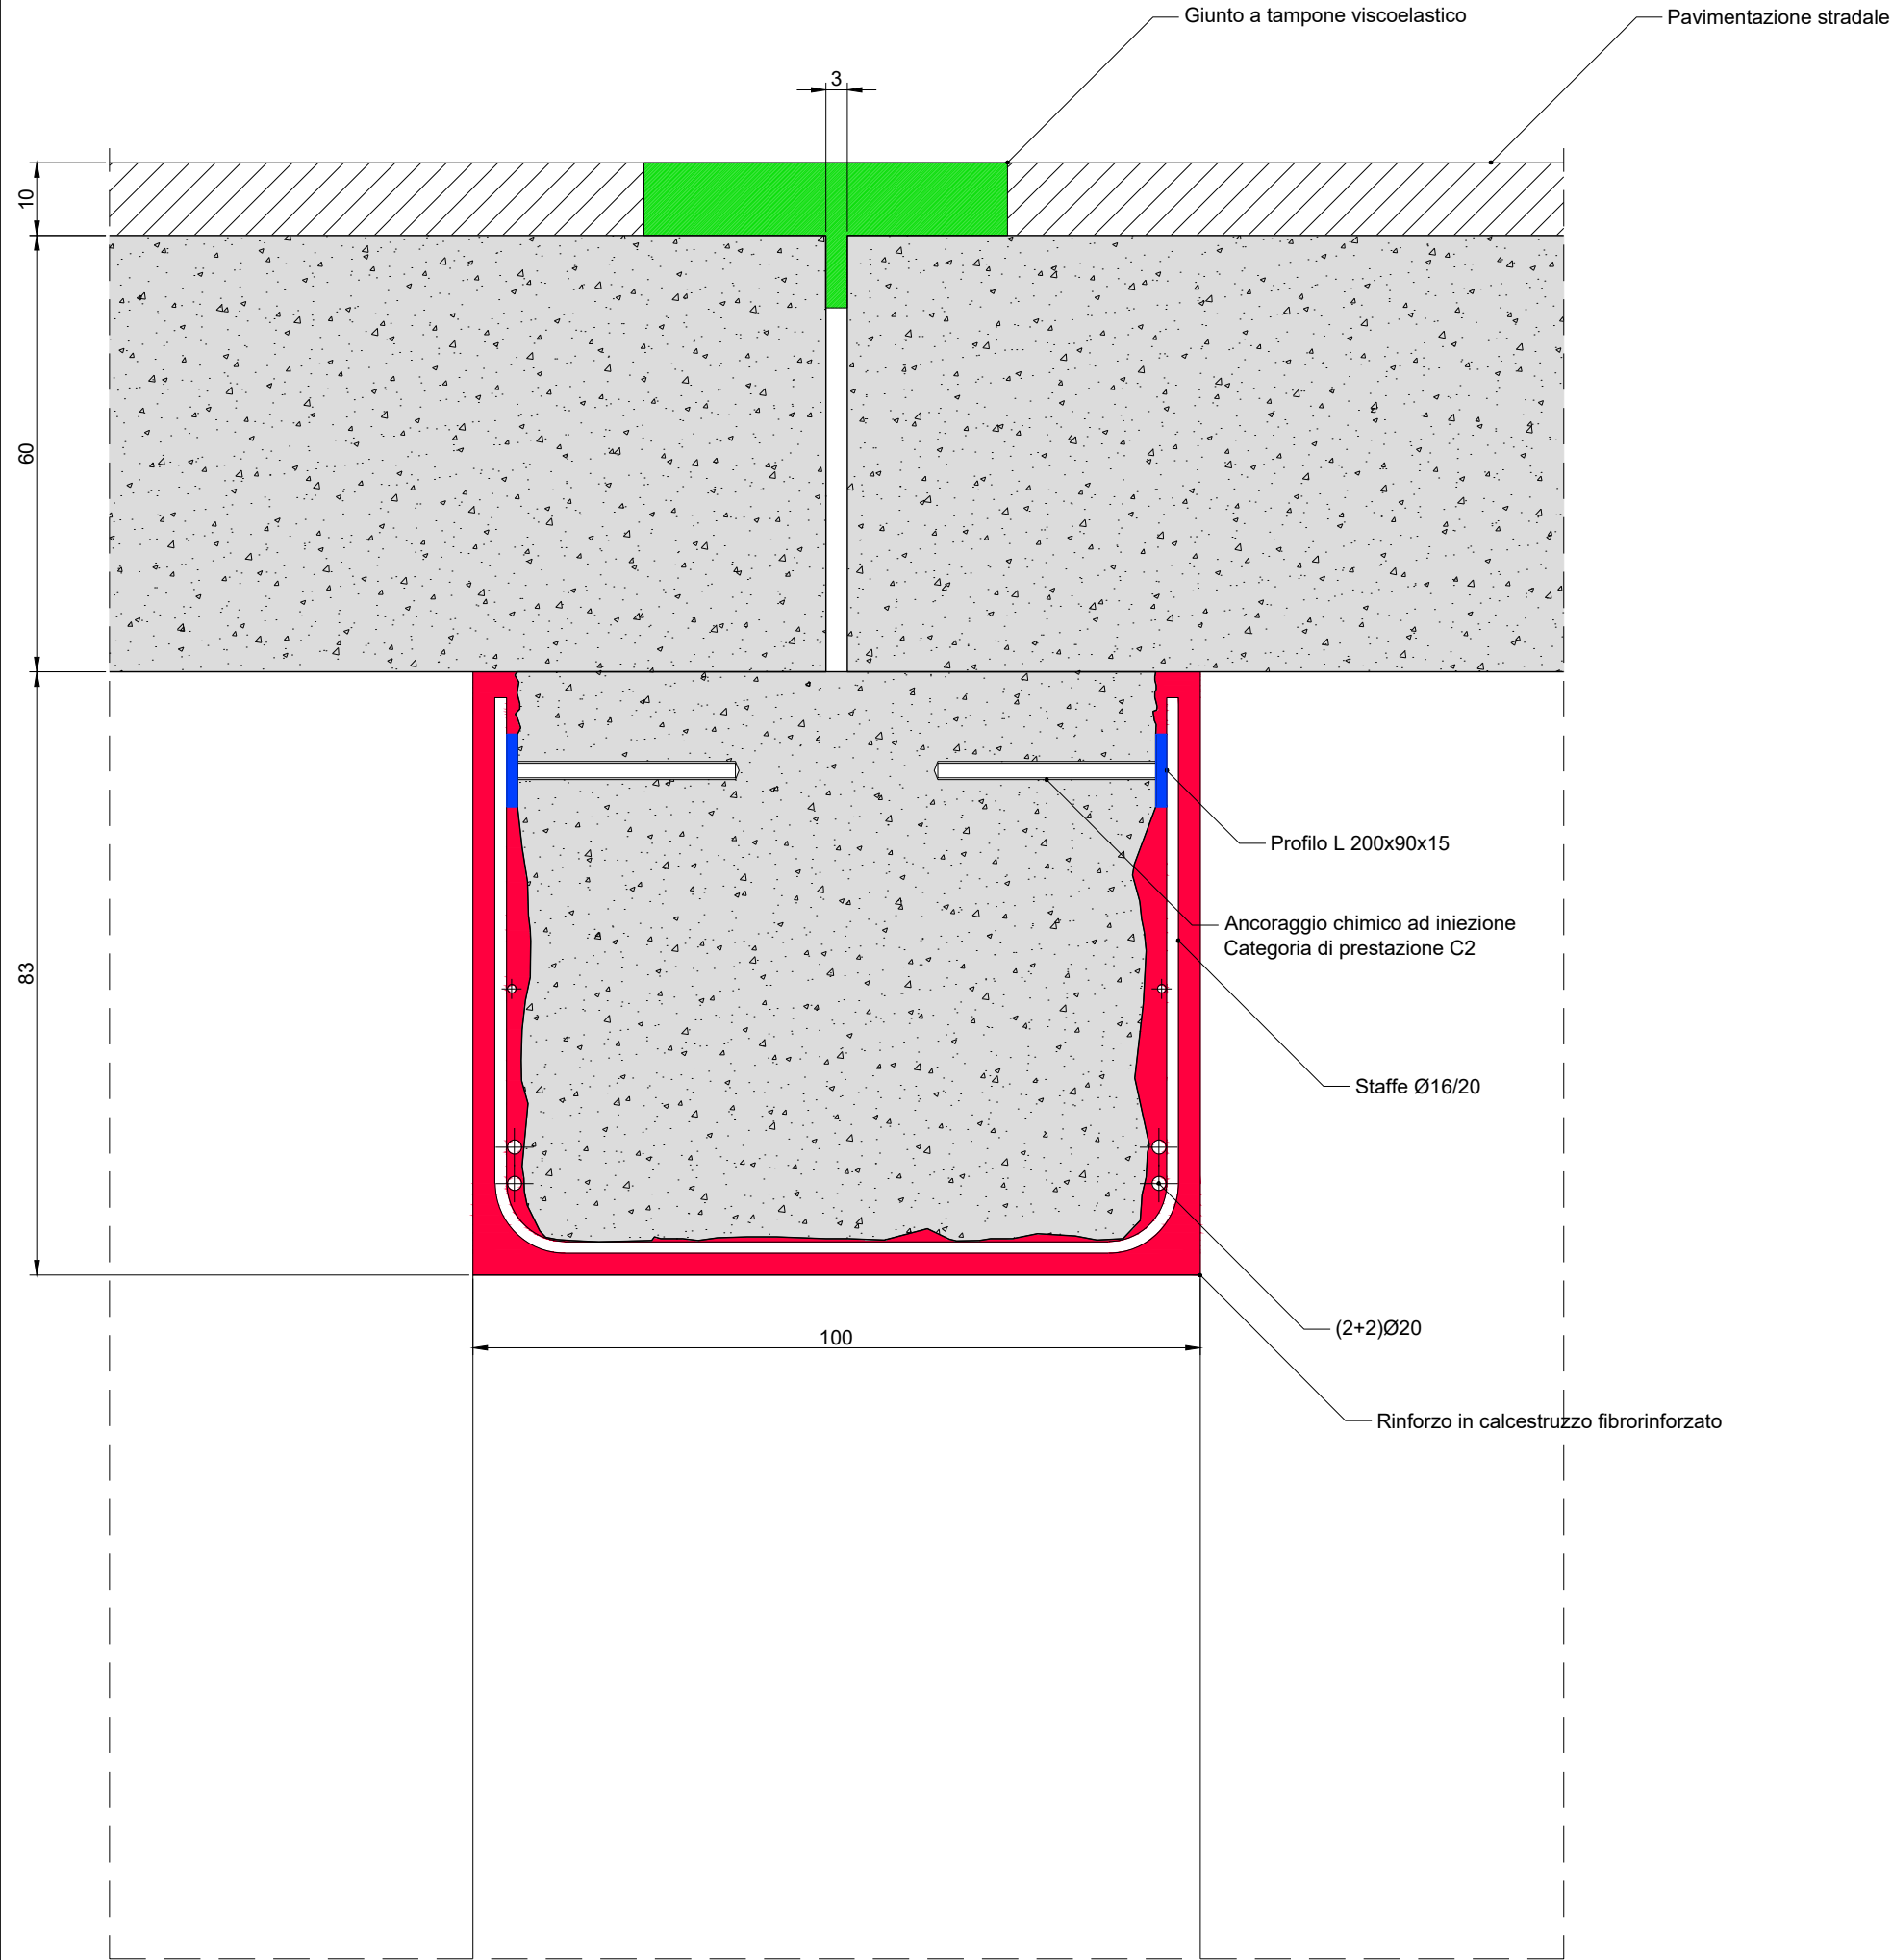 Giunto a tampone viscoelastico
Pavimentazione stradale
3
10
60
83
Profilo L 200x90x15
Ancoraggio chimico ad iniezione
Categoria di prestazione C2
Staffe Ø16/20
(2+2)Ø20
100
Rinforzo in calcestruzzo fibrorinforzato